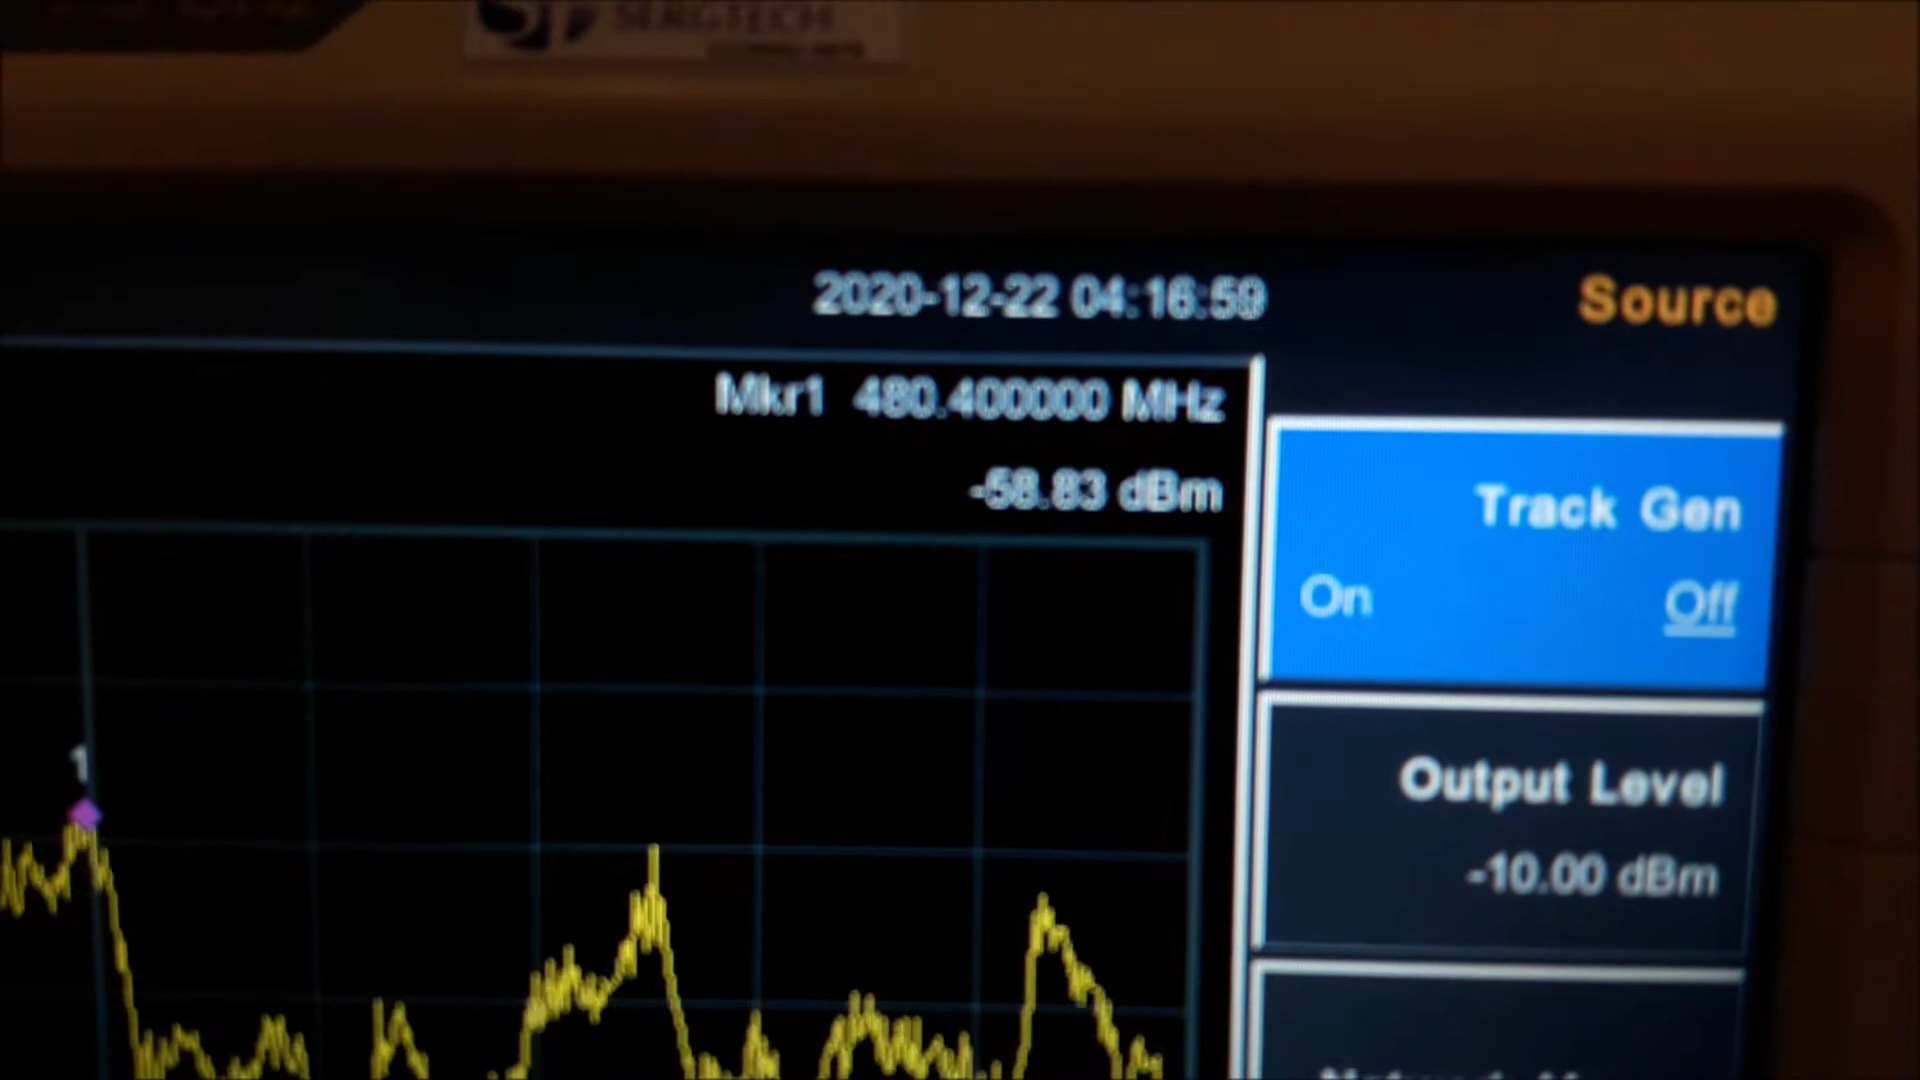 SERGTECH
2020-12-22 04:16:59
Source
Mkr1 480.400000 MHz
-58.83 dBm
Track Gen
On Off
1
Output Level
-10.00 dBm